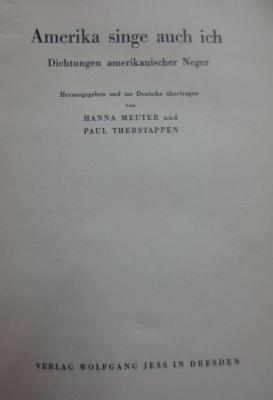 Amerika singe auch ich
Dichtungen amerikanischer Neger
Herausgegeben und ins Deutsche übertragen
von
HANNA MEUTER und
PAUL THERSTAPPEN
VERLAG WOLFGANG JESS IN DRESDEN